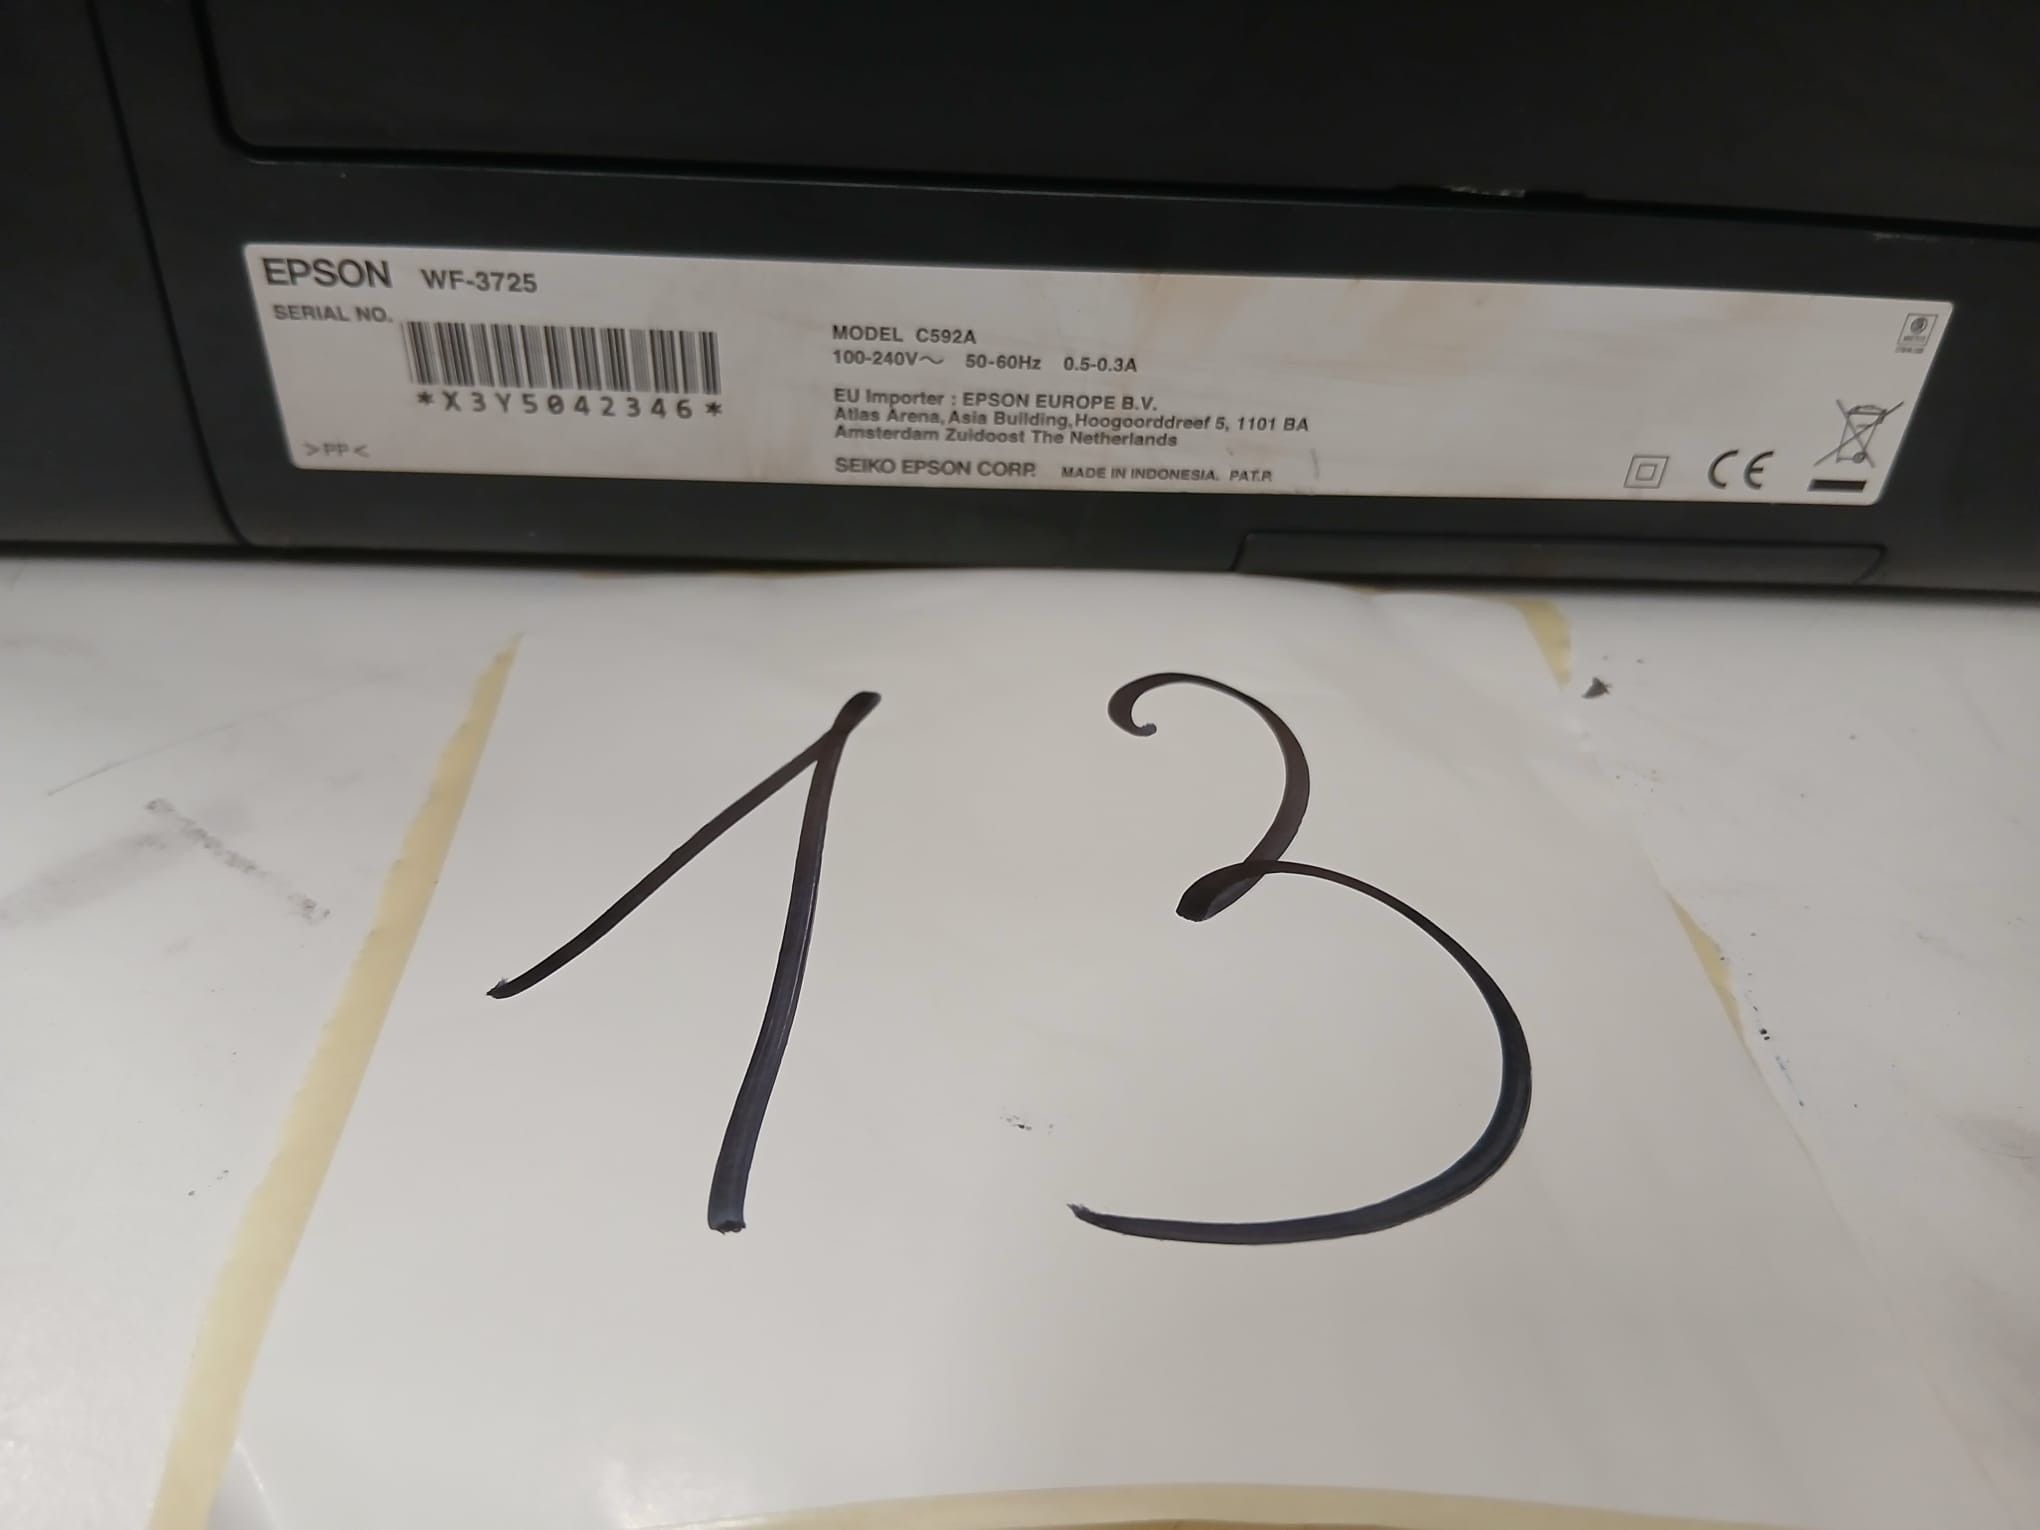 EPSON WF-3725
SERIAL NO.
*X3Y5042346*
>PP<
MODEL C592A
100-240V~ 50-60Hz 0.5-0.3A
EU Importer : EPSON EUROPE B.V.
Atlas Arena, Asia Building, Hoogoorddreef 5, 1101 BA
Amsterdam Zuidoost The Netherlands
SEIKO EPSON CORP. MADE IN INDONESIA. PAT.P.
CE
13